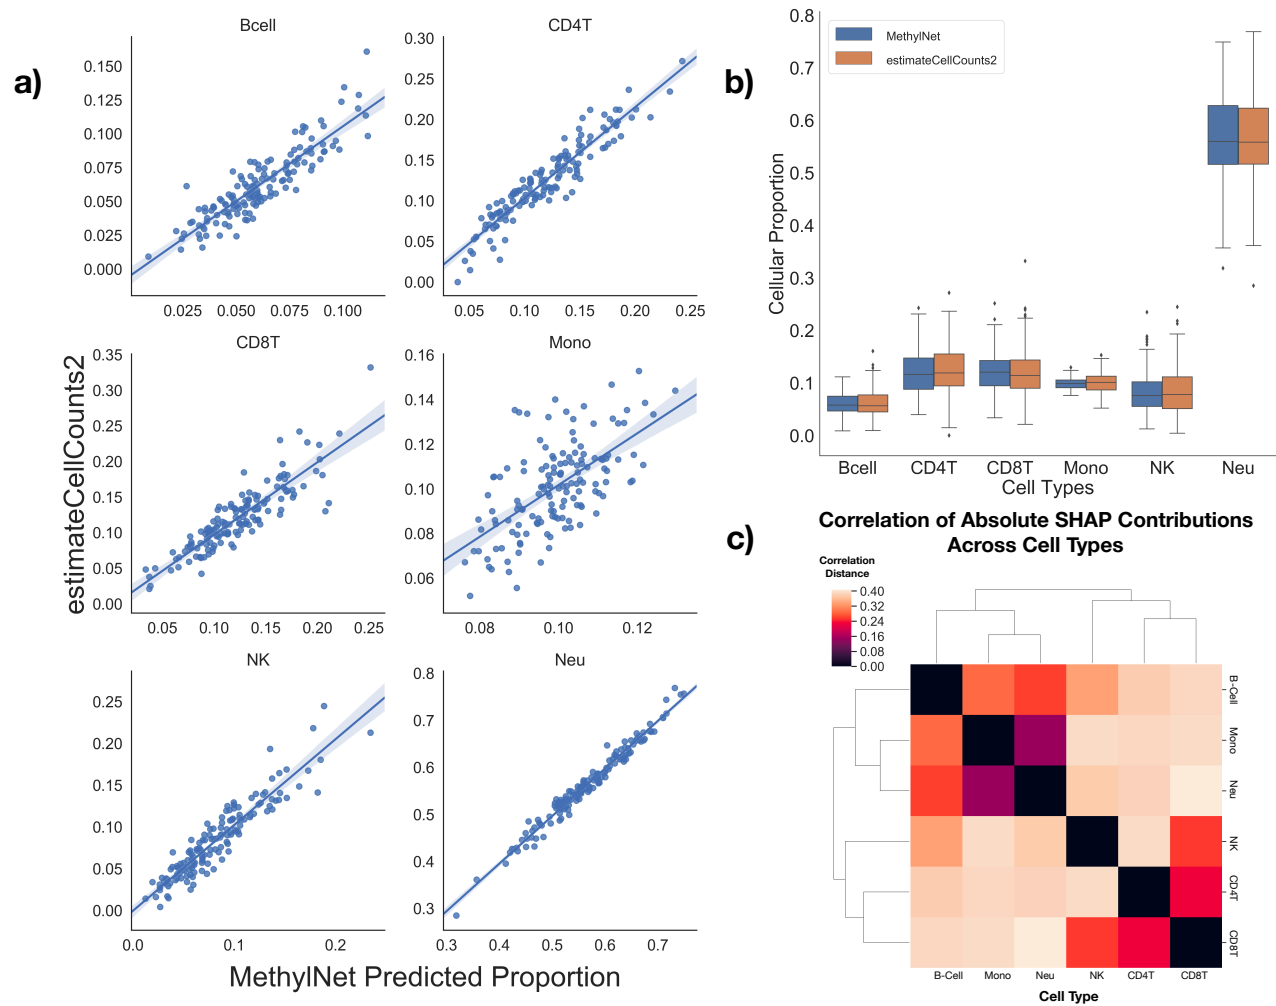 a)
Bcell
0.150
0.125
0.100
0.075
0.050
0.025
0.000
0.025 0.050 0.075 0.100
CD4T
0.30
0.25
0.20
0.15
0.10
0.05
0.00
0.05 0.10 0.15 0.20 0.25
estimateCellCounts2
CD8T
0.35
0.30
0.25
0.20
0.15
0.10
0.05
0.00
0.05 0.10 0.15 0.20 0.25
Mono
0.16
0.14
0.12
0.10
0.08
0.06
0.08 0.10 0.12
NK
0.25
0.20
0.15
0.10
0.05
0.00
0.0 0.1 0.2
Neu
0.8
0.7
0.6
0.5
0.4
0.3
0.3 0.4 0.5 0.6 0.7
MethylNet Predicted Proportion
b)
MethylNet
estimateCellCounts2
Cellular Proportion
0.8
0.7
0.6
0.5
0.4
0.3
0.2
0.1
0.0
Bcell CD4T CD8T Mono NK Neu
Cell Types
c)
Correlation of Absolute SHAP Contributions
Across Cell Types
Correlation
Distance
0.40
0.32
0.24
0.16
0.08
0.00
B-Cell
Mono
Neu
NK
CD4T
CD8T
B-Cell Mono Neu NK CD4T CD8T
Cell Type